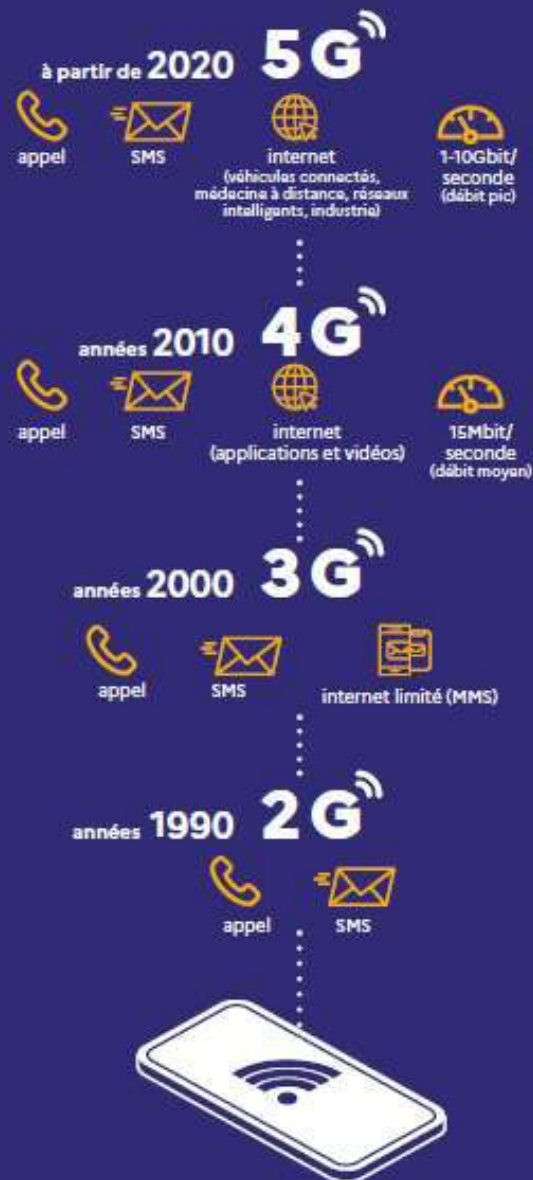 à partir de 2020 5G
appel
SMS
internet
(véhicules connectés,
médecine à distance, réseaux
intelligents, industrie)
1-10Gbit/
seconde
(débit pic)
années 2010 4G
appel
SMS
internet
(applications et vidéos)
15Mbit/
seconde
(débit moyen)
années 2000 3G
appel
SMS
internet limité (MMS)
années 1990 2G
appel
SMS